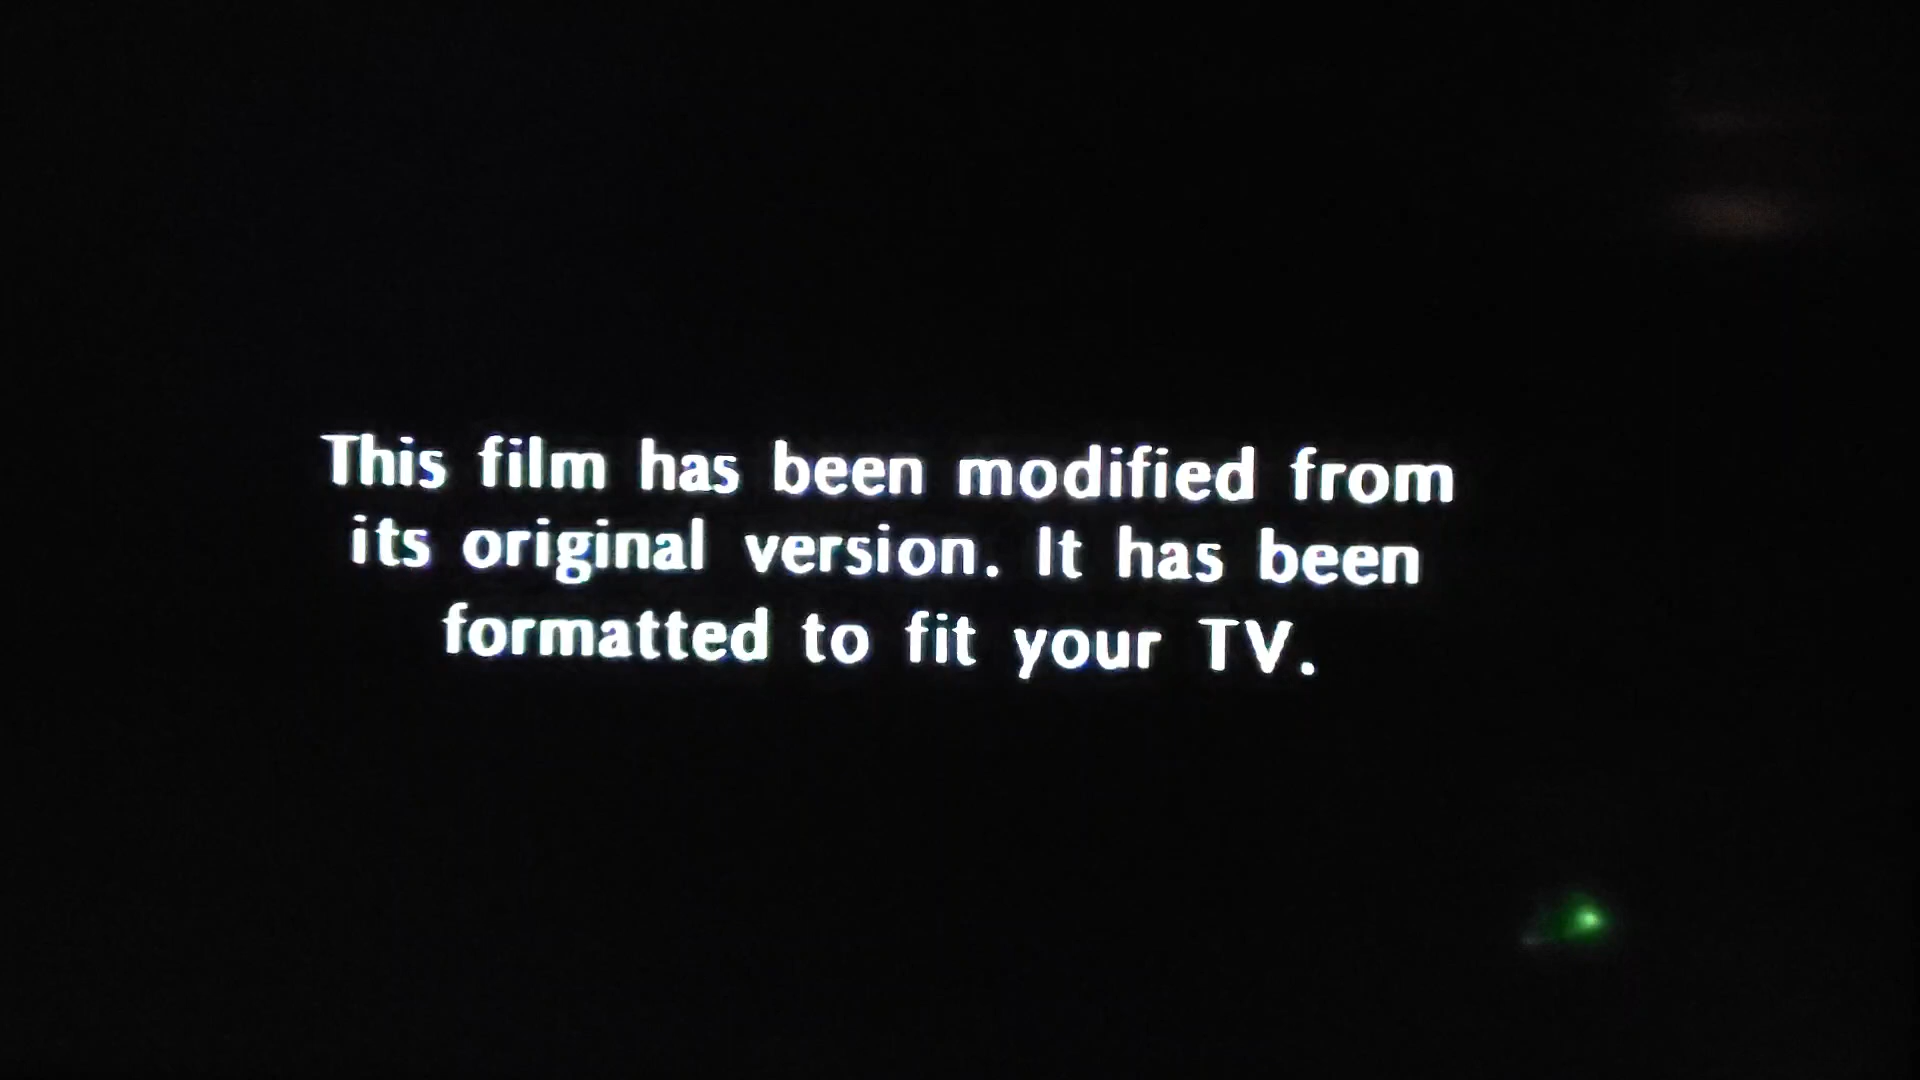 This film has been modified from
its original version. It has been
formatted to fit your TV.